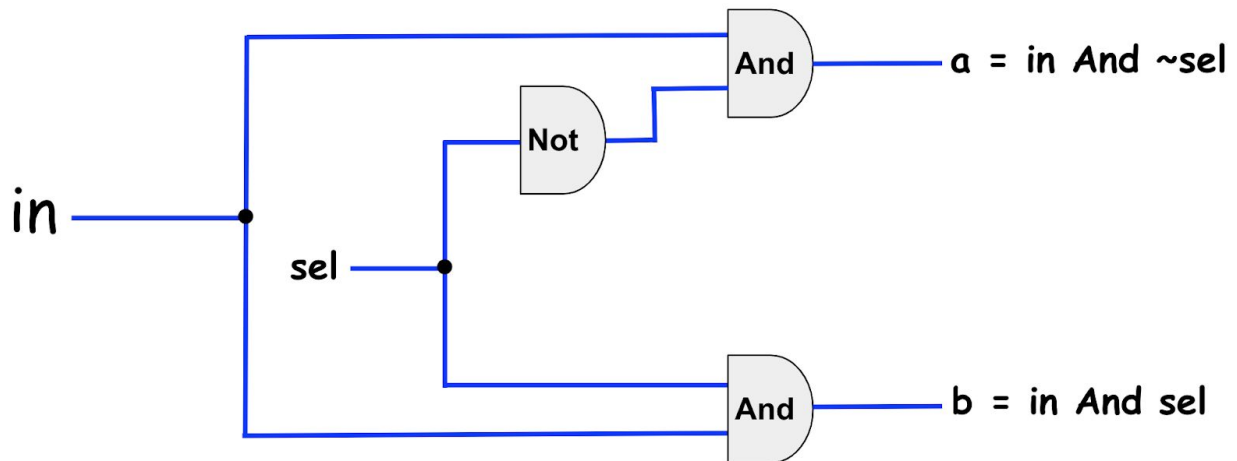 And
a = in And ~sel
Not
in
sel
And
b = in And sel